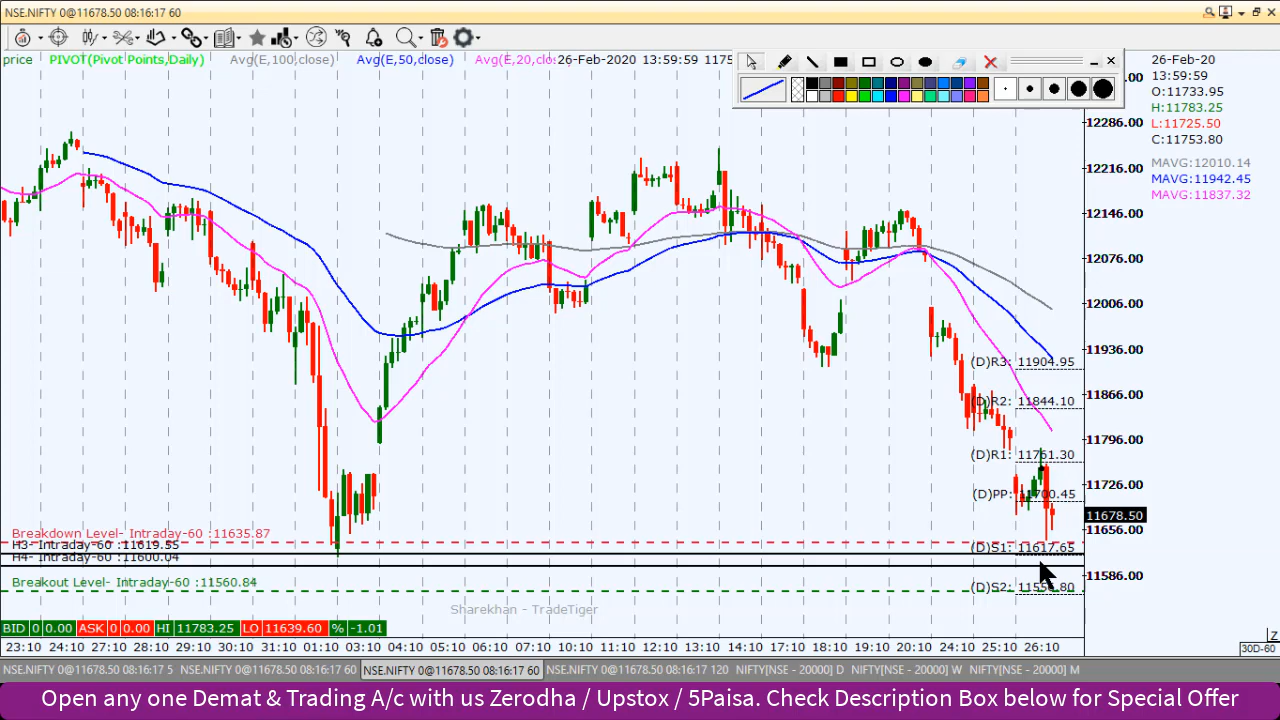 NSE.NIFTY 0@11678.50 08:16:17 60
price PIVOT(Pivot Points,Daily) Avg(E,100,close) Avg(E,50,close) Avg(E,20,clo: 26-Feb-2020 13:59:59
26-Feb-20
13:59:59
O:11733.95
H:11783.25
L:11725.50
C:11753.80
MAVG:12010.14
MAVG:11942.45
MAVG:11837.32
12286.00
12216.00
12146.00
12076.00
12006.00
11936.00
11866.00
11796.00
11726.00
11678.50
11656.00
11586.00
(D)R3: 11904.95
(D)R2: 11844.10
(D)R1: 11761.30
(D)PP: 11700.45
(D)S1: 11617.65
(D)S2:
Breakdown Level- Intraday-60 :11635.87
H3- Intraday-60 :11619.55
H4- Intraday-60 :11600.04
Breakout Level- Intraday-60 :11560.84
Sharekhan - TradeTiger
BID 0 0.00 ASK 0 0.00 HI 11783.25 LO 11639.60 % -1.01
23:10 24:10 27:10 28:10 29:10 30:10 31:10 01:10 03:10 04:10 05:10 06:10 07:10 10:10 11:10 12:10 13:10 14:10 17:10 18:10 19:10 20:10 24:10 25:10 26:10
Z
30D-60
NSE.NIFTY 0@11678.50 08:16:17 5 NSE.NIFTY 0@11678.50 08:16:17 60 NSE.NIFTY 0@11678.50 08:16:17 60 NSE.NIFTY 0@11678.50 08:16:17 120 NIFTY[NSE - 20000] D NIFTY[NSE - 20000] W NIFTY[NSE - 20000] M
Open any one Demat & Trading A/c with us Zerodha / Upstox / 5Paisa. Check Description Box below for Special Offer